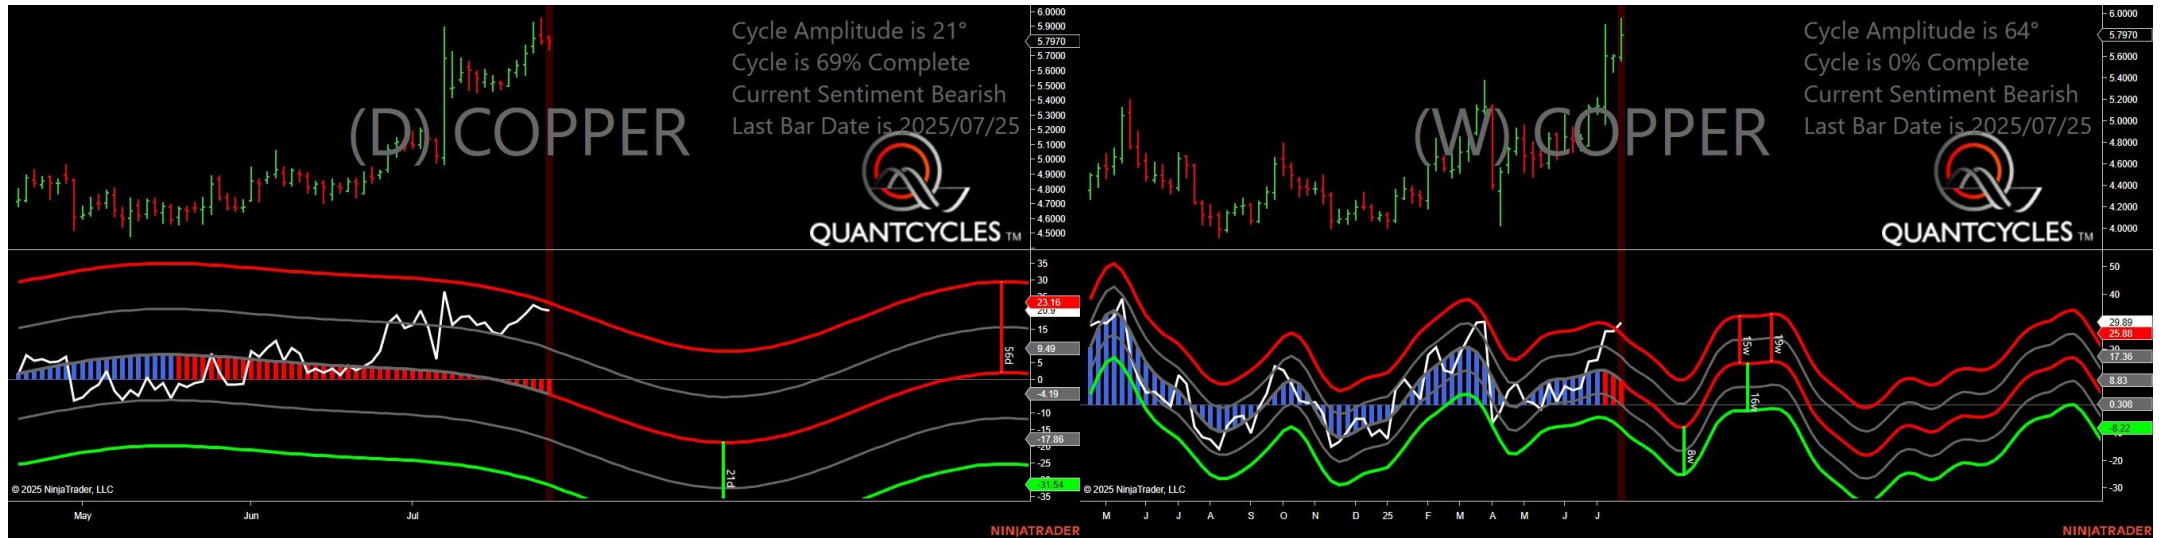 Cycle Amplitude is 21°
Cycle is 69% Complete
Current Sentiment Bearish
Last Bar Date is 2025/07/25
(D) COPPER
QUANTCYCLES TM
6.0000
5.9000
5.7970
5.7000
5.6000
5.5000
5.4000
5.3000
5.2000
5.1000
5.0000
4.9000
4.8000
4.7000
4.6000
4.5000
35
30
23.16
20.9
15
9.49
5
0
-4.19
-10
-15
-17.86
-20
-25
-31.54
-35
56d
21d
© 2025 NinjaTrader, LLC
May
Jun
Jul
NINJATRADER
Cycle Amplitude is 64°
Cycle is 0% Complete
Current Sentiment Bearish
Last Bar Date is 2025/07/25
(W) COPPER
QUANTCYCLES TM
6.0000
5.7970
5.6000
5.4000
5.2000
5.0000
4.8000
4.6000
4.4000
4.2000
4.0000
50
40
29.89
25.88
17.36
8.83
0.308
-8.22
-20
-30
15w
19w
16w
8w
© 2025 NinjaTrader, LLC
M
J
J
A
S
O
N
D
25
F
M
A
M
J
J
NINJATRADER